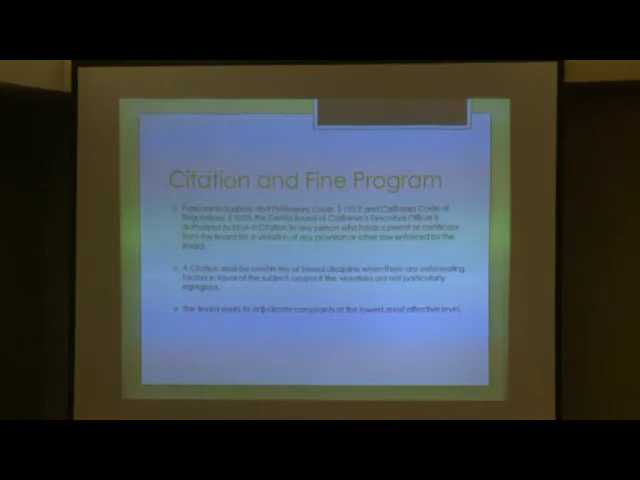 Citation and Fine Program
Pursuant to Business and Professions Code § and California Code of
Regulations, § the Dental Board of California's Executive Officer is
authorized to issue a Citation to any person who holds a permit or certificate
from the Board for a violation of any provision or other law enforced by the
Board.
A Citation shall be used in lieu of formal discipline when there are extenuating
factors in favor of the subject, and/or if the violations are not particularly
egregious.
The Board seeks to adjudicate complaints at the lowest, most effective level.